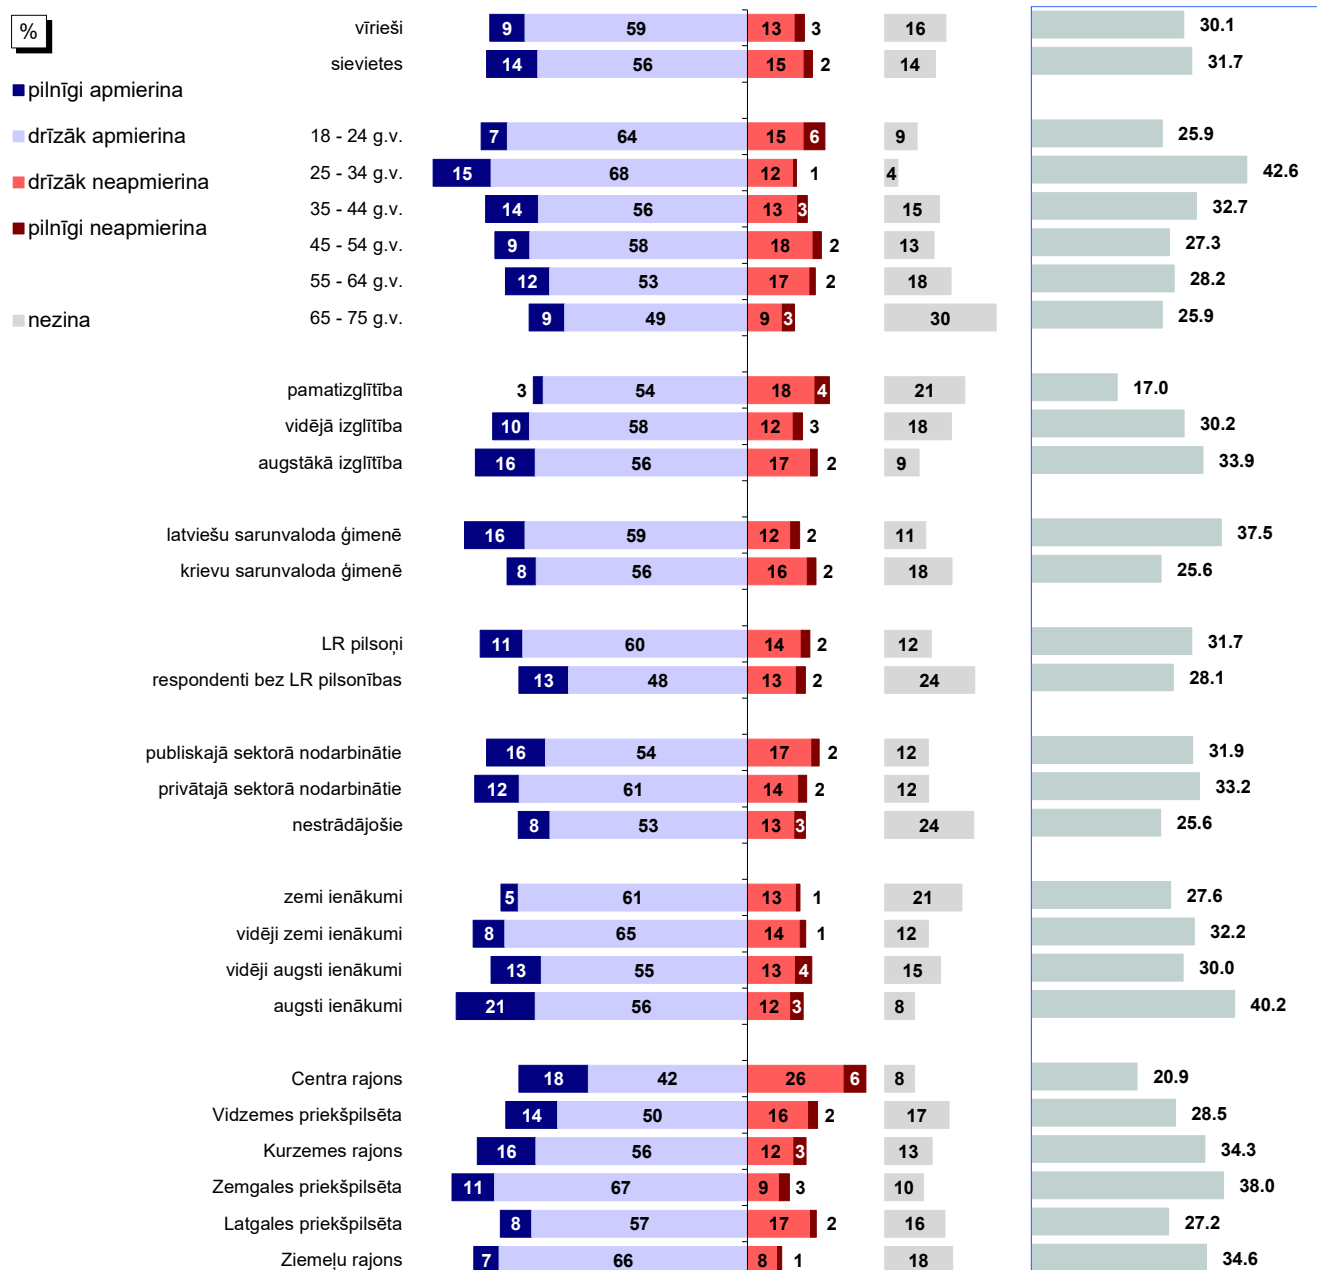 %
pilnīgi apmierina
drīzāk apmierina
drīzāk neapmierina
pilnīgi neapmierina
nezina
vīrieši 9 59 13 3 16 30.1
sievietes 14 56 15 2 14 31.7
18 - 24 g.v. 7 64 15 6 9 25.9
25 - 34 g.v. 15 68 12 1 4 42.6
35 - 44 g.v. 14 56 13 3 15 32.7
45 - 54 g.v. 9 58 18 2 13 27.3
55 - 64 g.v. 12 53 17 2 18 28.2
65 - 75 g.v. 9 49 9 3 30 25.9
pamatizglītība 3 54 18 4 21 17.0
vidējā izglītība 10 58 12 3 18 30.2
augstākā izglītība 16 56 17 2 9 33.9
latviešu sarunvaloda ģimenē 16 59 12 2 11 37.5
krievu sarunvaloda ģimenē 8 56 16 2 18 25.6
LR pilsoņi 11 60 14 2 12 31.7
respondenti bez LR pilsonības 13 48 13 2 24 28.1
publiskajā sektorā nodarbinātie 16 54 17 2 12 31.9
privātajā sektorā nodarbinātie 12 61 14 2 12 33.2
nestrādājošie 8 53 13 3 24 25.6
zemi ienākumi 5 61 13 1 21 27.6
vidēji zemi ienākumi 8 65 14 1 12 32.2
vidēji augsti ienākumi 13 55 13 4 15 30.0
augsti ienākumi 21 56 12 3 8 40.2
Centra rajons 18 42 26 6 8 20.9
Vidzemes priekšpilsēta 14 50 16 2 17 28.5
Kurzemes rajons 16 56 12 3 13 34.3
Zemgales priekšpilsēta 11 67 9 3 10 38.0
Latgales priekšpilsēta 8 57 17 2 16 27.2
Ziemeļu rajons 7 66 8 1 18 34.6